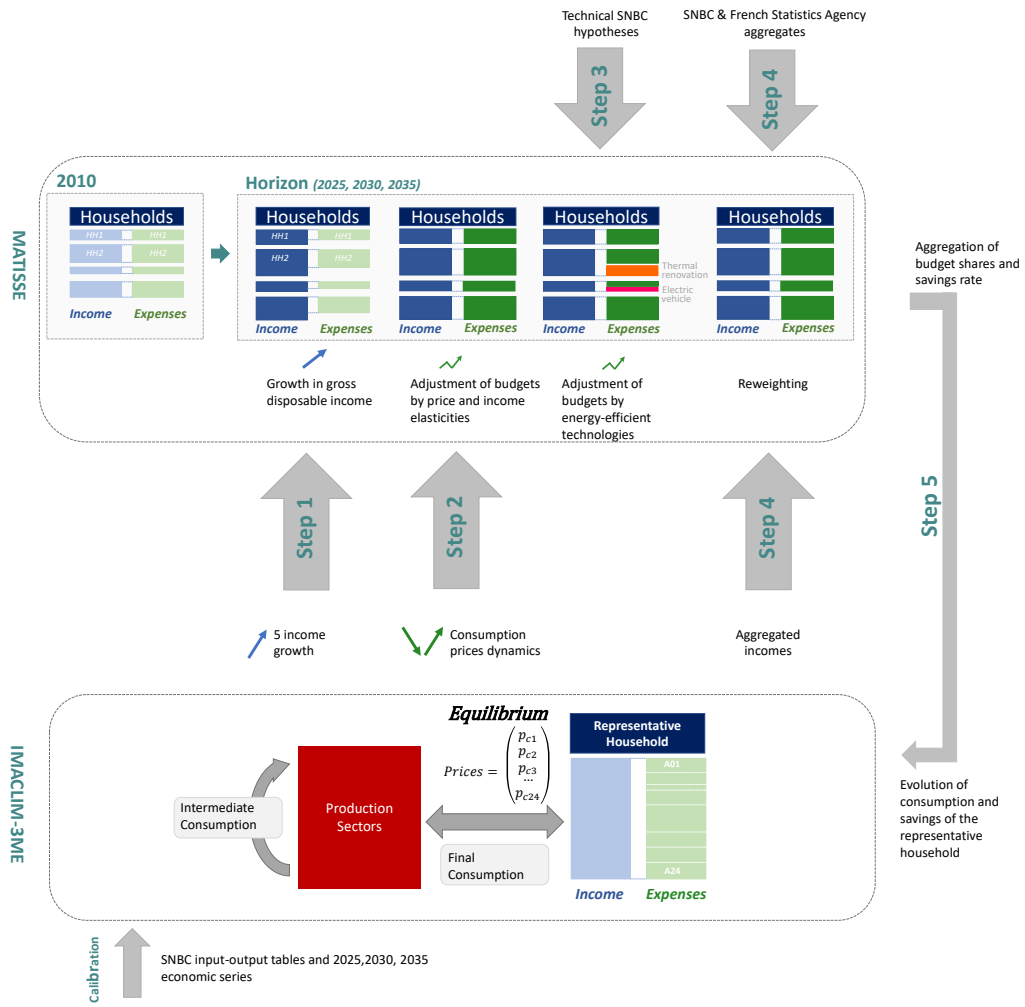 Technical SNBC
hypotheses
SNBC & French Statistics Agency
aggregates
Step 3
Step 4
MATISSE
2010
Households
HH1
HH1
HH2
HH2
Income
Expenses
Horizon (2025, 2030, 2035)
Households
HH1
HH1
HH2
HH2
Income
Expenses
Households
Income
Expenses
Households
Thermal
renovation
Electric
vehicle
Income
Expenses
Households
Income
Expenses
Growth in gross
disposable income
Adjustment of budgets
by price and income
elasticities
Adjustment of
budgets by
energy-efficient
technologies
Reweighting
Aggregation of
budget shares and
savings rate
Step 1
Step 2
Step 4
Step 5
5 income
growth
Consumption
prices dynamics
Aggregated
incomes
IMACLIM-3ME
Intermediate
Consumption
Production
Sectors
Equilibrium
Prices =
p c1
p c2
p c3
...
p c24
Final
Consumption
Representative
Household
A01
A24
Income
Expenses
Evolution of
consumption and
savings of the
representative
household
Calibration
SNBC input-output tables and 2025,2030, 2035
economic series